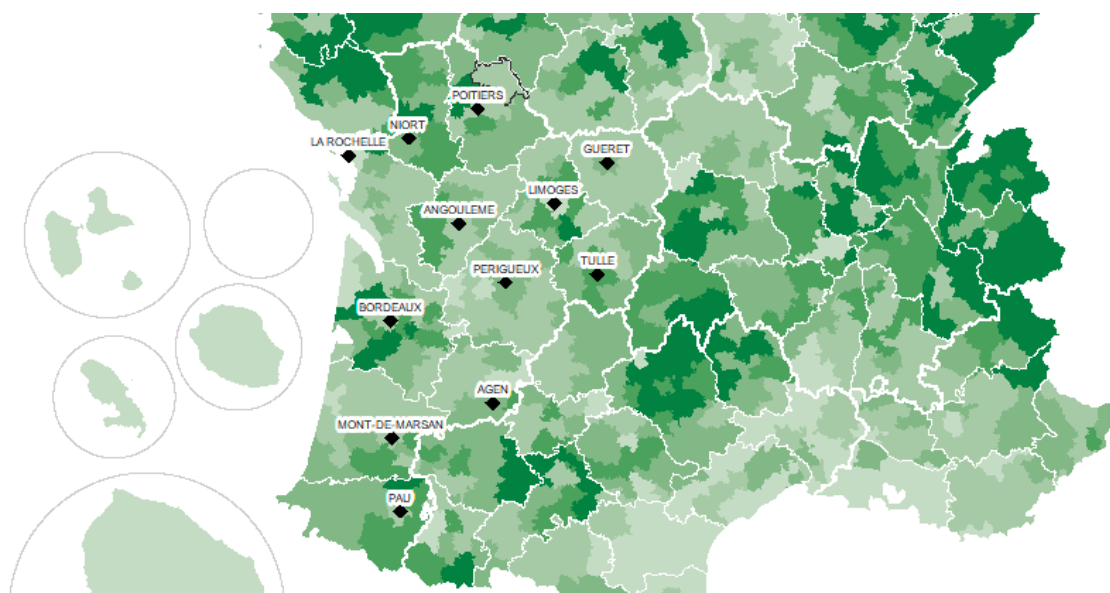 POITIERS
NIORT
LA ROCHELLE
GUERET
LIMOGES
ANGOULEME
TULLE
PERIGUEUX
BORDEAUX
AGEN
MONT-DE-MARSAN
PAU